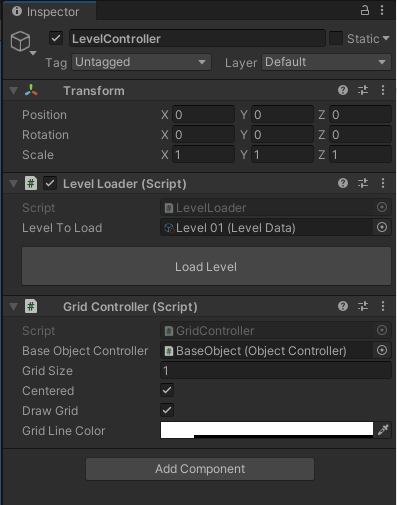 Inspector
LevelController
Static
Tag Untagged Layer Default
Transform
Position X 0 Y 0 Z 0
Rotation X 0 Y 0 Z 0
Scale X 1 Y 1 Z 1
# Level Loader (Script)
Script # LevelLoader
Level To Load Level 01 (Level Data)
Load Level
# Grid Controller (Script)
Script # GridController
Base Object Controller # BaseObject (Object Controller)
Grid Size 1
Centered
Draw Grid
Grid Line Color
Add Component